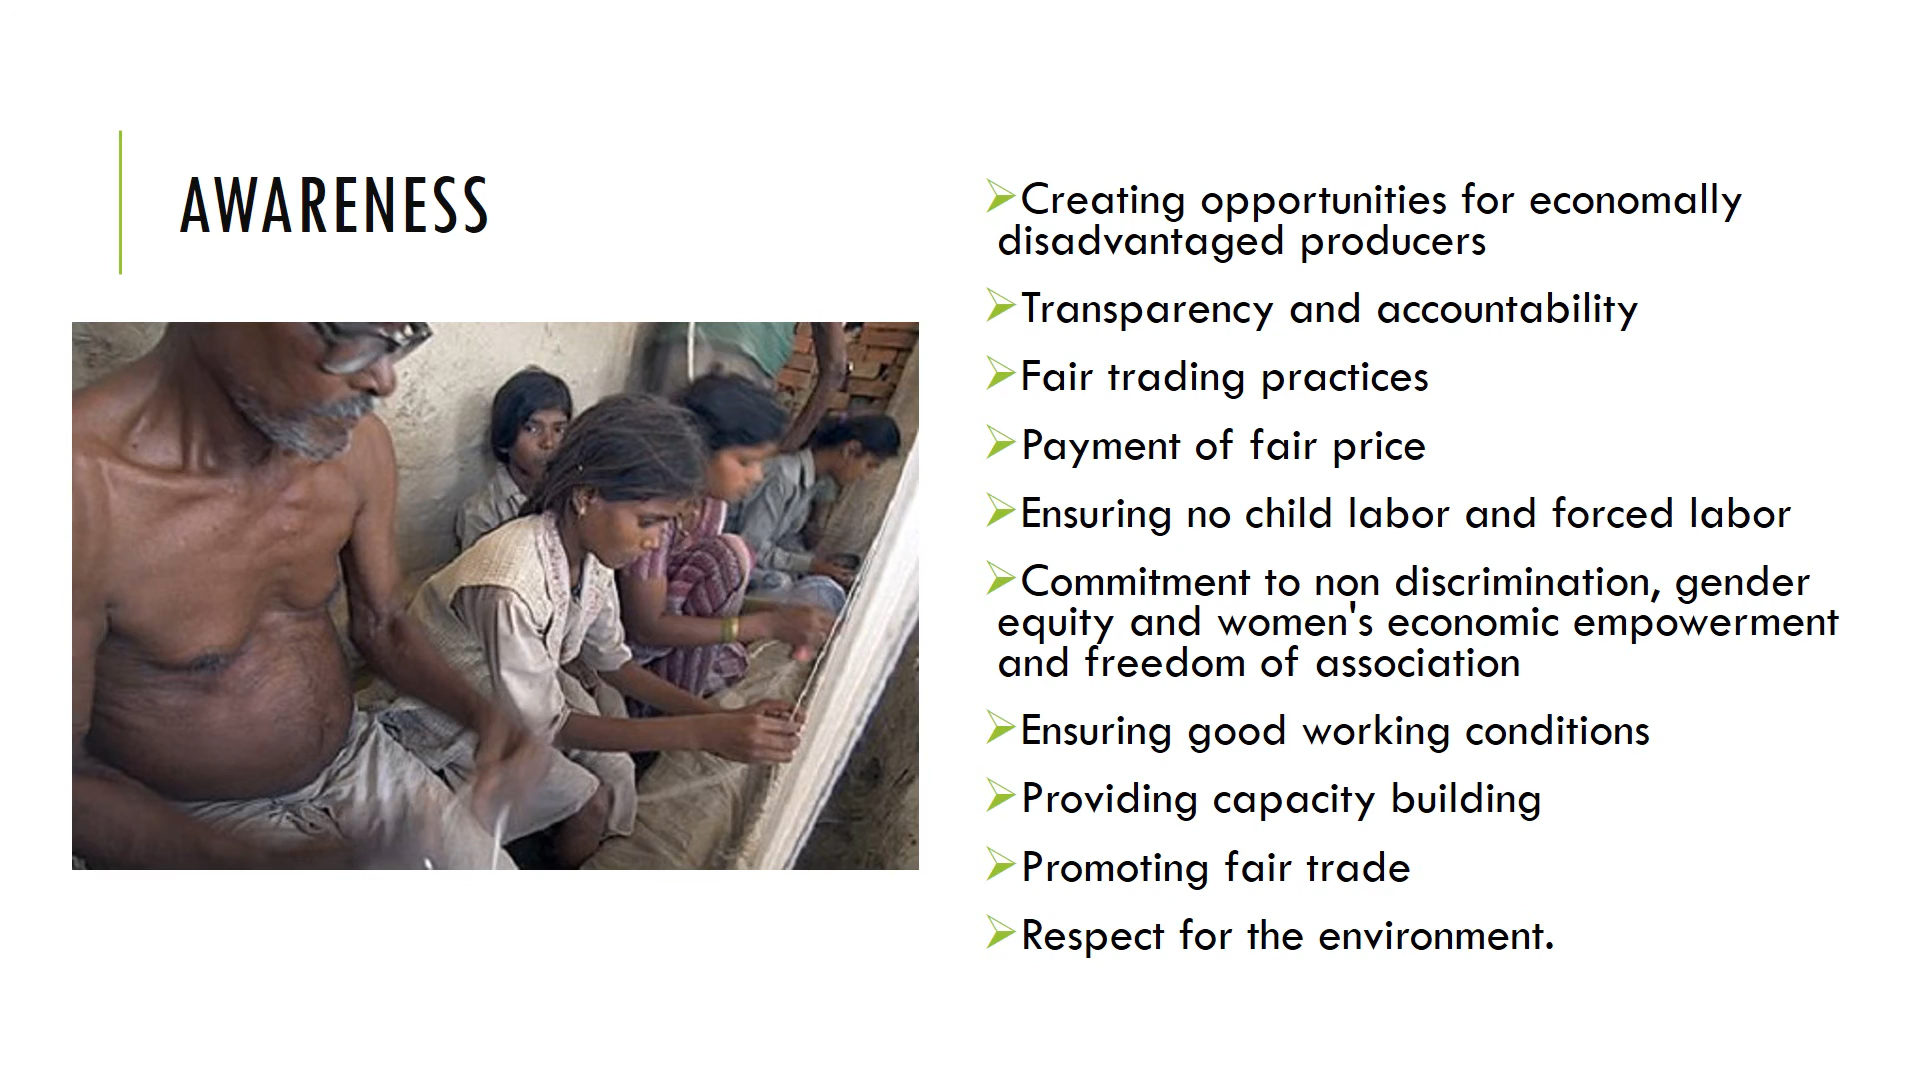 AWARENESS
Creating opportunities for economally
disadvantaged producers
Transparency and accountability
Fair trading practices
Payment of fair price
Ensuring no child labor and forced labor
Commitment to non discrimination, gender
equity and women's economic empowerment
and freedom of association
Ensuring good working conditions
Providing capacity building
Promoting fair trade
Respect for the environment.